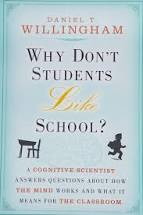 DANIEL T
WILLINGHAM
WHY DON'T
STUDENTS
Like
SCHOOL?
A COGNITIVE SCIENTIST
ANSWERS QUESTIONS ABOUT HOW
THE MIND WORKS AND WHAT IT
MEANS FOR THE CLASSROOM